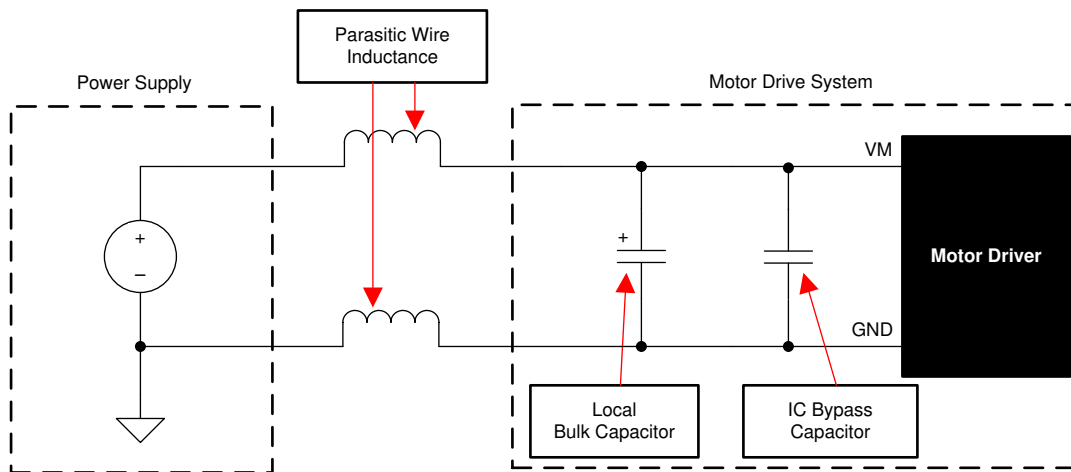 Parasitic Wire
Inductance
Power Supply
Motor Drive System
VM
+
−
+
Motor Driver
GND
Local
Bulk Capacitor
IC Bypass
Capacitor